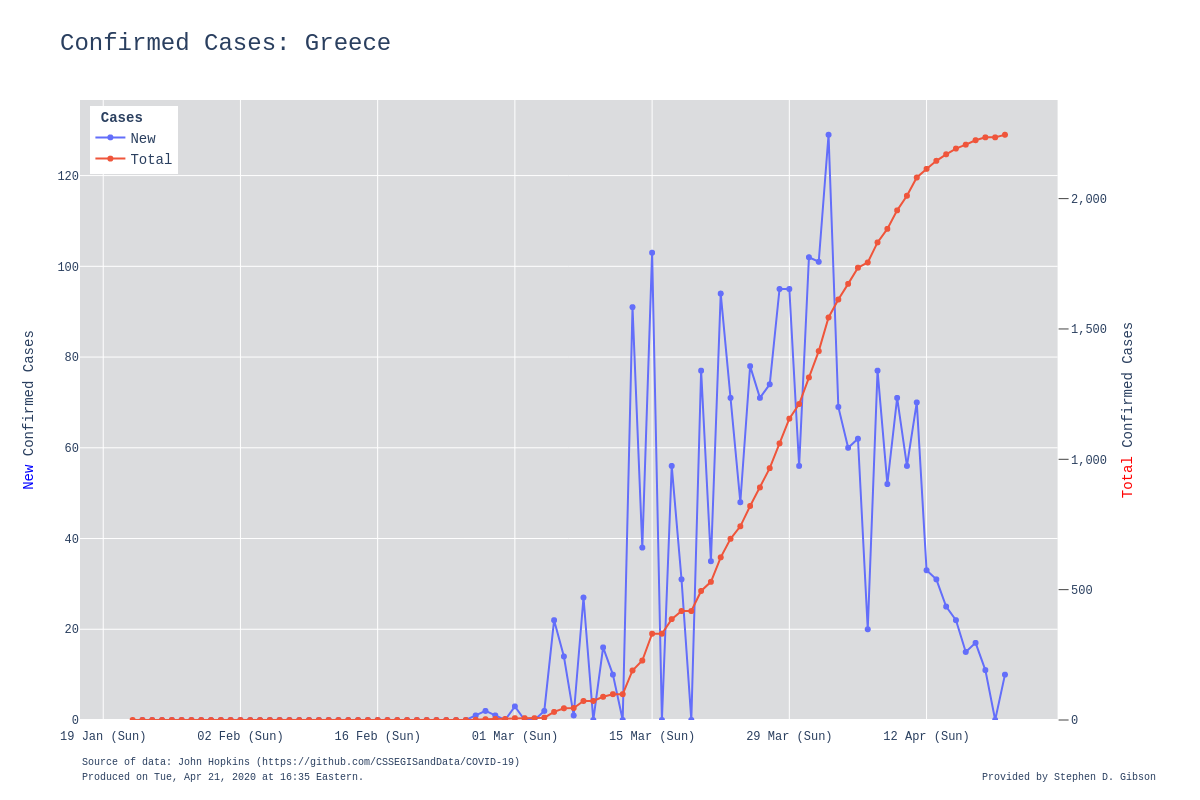 Confirmed Cases: Greece
Cases
New
Total
120
100
80
60
40
20
0
2,000
1,500
1,000
500
0
New Confirmed Cases
Total Confirmed Cases
19 Jan (Sun)
02 Feb (Sun)
16 Feb (Sun)
01 Mar (Sun)
15 Mar (Sun)
29 Mar (Sun)
12 Apr (Sun)
Source of data: John Hopkins (https://github.com/CSSEGISandData/COVID-19)
Produced on Tue, Apr 21, 2020 at 16:35 Eastern.
Provided by Stephen D. Gibson